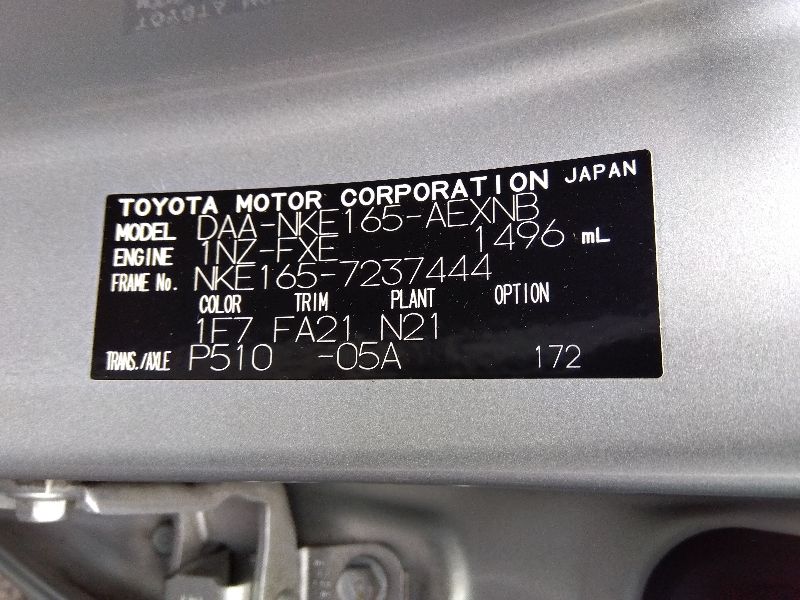 TOYOTA MOTOR CORPORATION JAPAN
MODEL DAA-NKE165-AEXNB
ENGINE 1NZ-FXE 1496 mL
FRAME No. NKE165-7237444
COLOR TRIM PLANT OPTION
1F7 FA21 N21
TRANS./AXLE P510 -05A 172